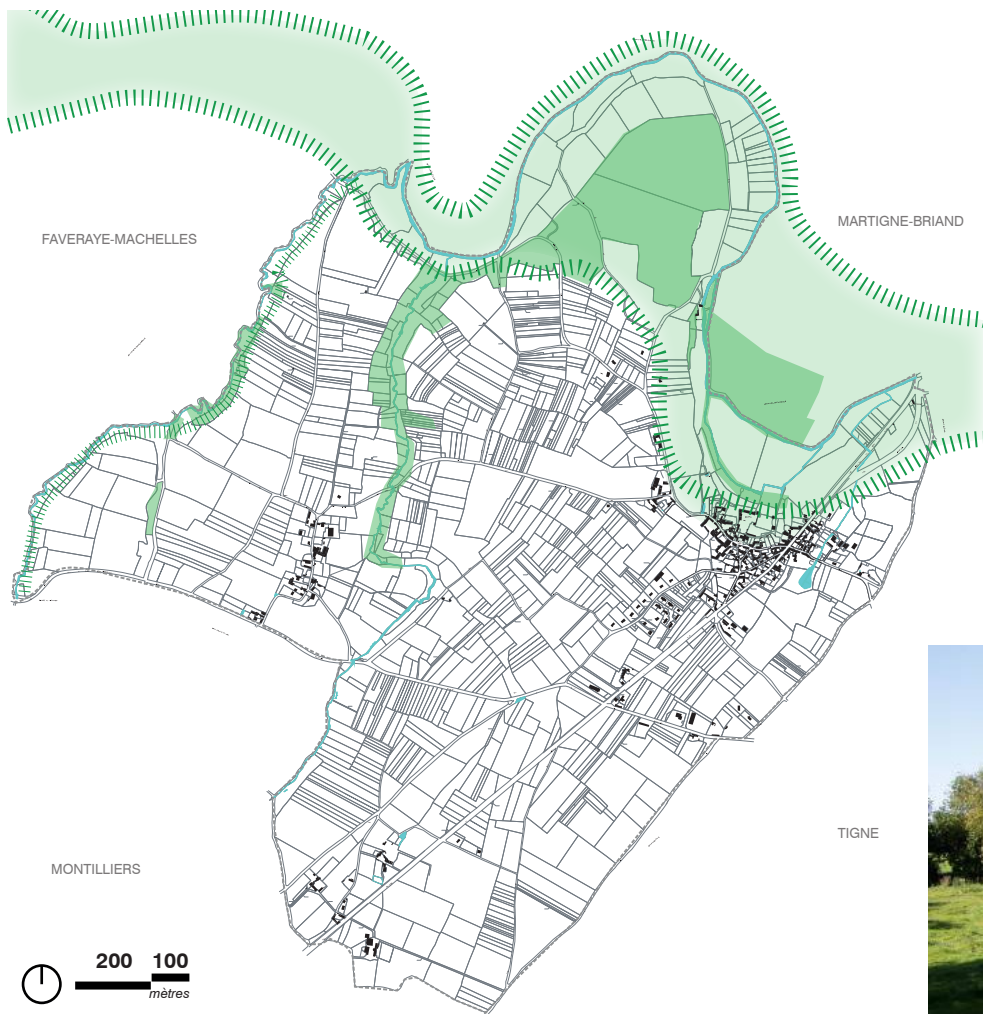 FAVERAYE-MACHELLES
MARTIGNE-BRIAND
TIGNE
MONTILLIERS
200 100
mètres